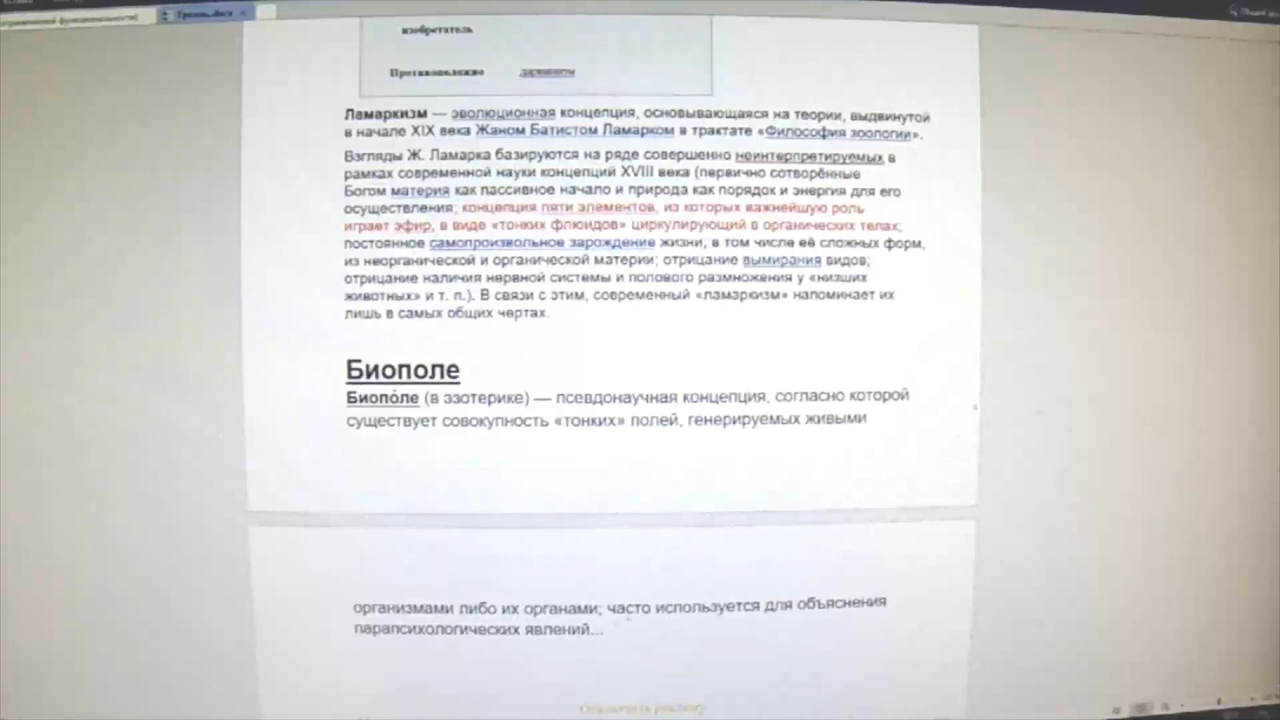 ограниченной функциональности)
изобретатель
Противоположно дарвинизм
Ламаркизм — эволюционная концепция, основывающаяся на теории, выдвинутой
в начале XIX века Жаном Батистом Ламарком в трактате «Философия зоологии».
Взгляды Ж. Ламарка базируются на ряде совершенно неинтерпретируемых в
рамках современной науки концепций XVIII века (первично сотворённые
Богом материя как пассивное начало и природа как порядок и энергия для его
осуществления; концепция пяти элементов, из которых важнейшую роль
играет эфир, в виде «тонких флюидов» циркулирующий в органических телах;
постоянное самопроизвольное зарождение жизни, в том числе её сложных форм,
из неорганической и органической материи; отрицание вымирания видов;
отрицание наличия нервной системы и полового размножения у «низших
животных» и т. п.). В связи с этим, современный «ламаркизм» напоминает их
лишь в самых общих чертах.
Биополе
Биопо́ле (в эзотерике) — псевдонаучная концепция, согласно которой
существует совокупность «тонких» полей, генерируемых живыми
организмами либо их органами; часто используется для объяснения
парапсихологических явлений...
Отключить рекламу